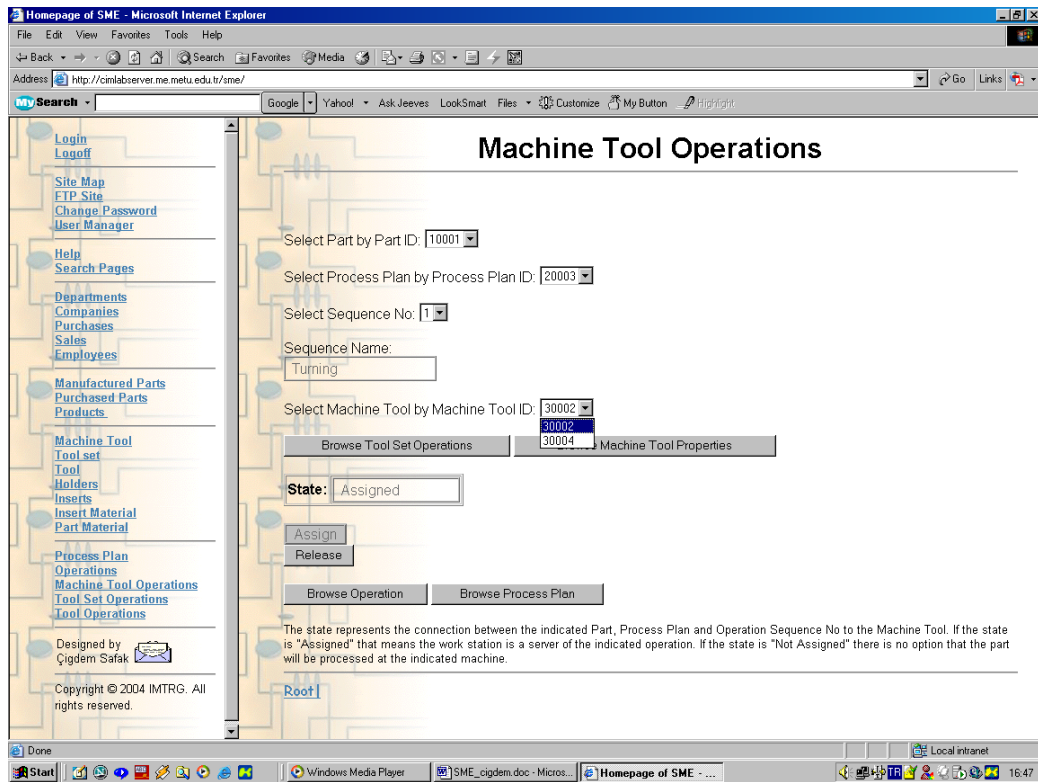 Homepage of SME - Microsoft Internet Explorer
File Edit View Favorites Tools Help
Back Search Favorites Media
Address http://cimlabserver.me.metu.edu.tr/sme/ Go Links
My Search Google Yahoo! Ask Jeeves LookSmart Files Customize My Button Highlight
Login
Logoff
Site Map
FTP Site
Change Password
User Manager
Help
Search Pages
Departments
Companies
Purchases
Sales
Employees
Manufactured Parts
Purchased Parts
Products
Machine Tool
Tool set
Tool
Holders
Inserts
Insert Material
Part Material
Process Plan
Operations
Machine Tool Operations
Tool Set Operations
Tool Operations
Designed by
Çigdem Safak
Copyright © 2004 IMTRG. All
rights reserved.
Machine Tool Operations
Select Part by Part ID: 10001
Select Process Plan by Process Plan ID: 20003
Select Sequence No: 1
Sequence Name:
Turning
Select Machine Tool by Machine Tool ID: 30002
30002
30004
Browse Tool Set Operations Machine Tool Properties
State: Assigned
Assign
Release
Browse Operation Browse Process Plan
The state represents the connection between the indicated Part, Process Plan and Operation Sequence No to the Machine Tool. If the state
is "Assigned" that means the work station is a server of the indicated operation. If the state is "Not Assigned" there is no option that the part
will be processed at the indicated machine.
Root |
Done Local intranet
Start Windows Media Player SME_cigdem.doc - Micros... Homepage of SME - ... TR 16:47